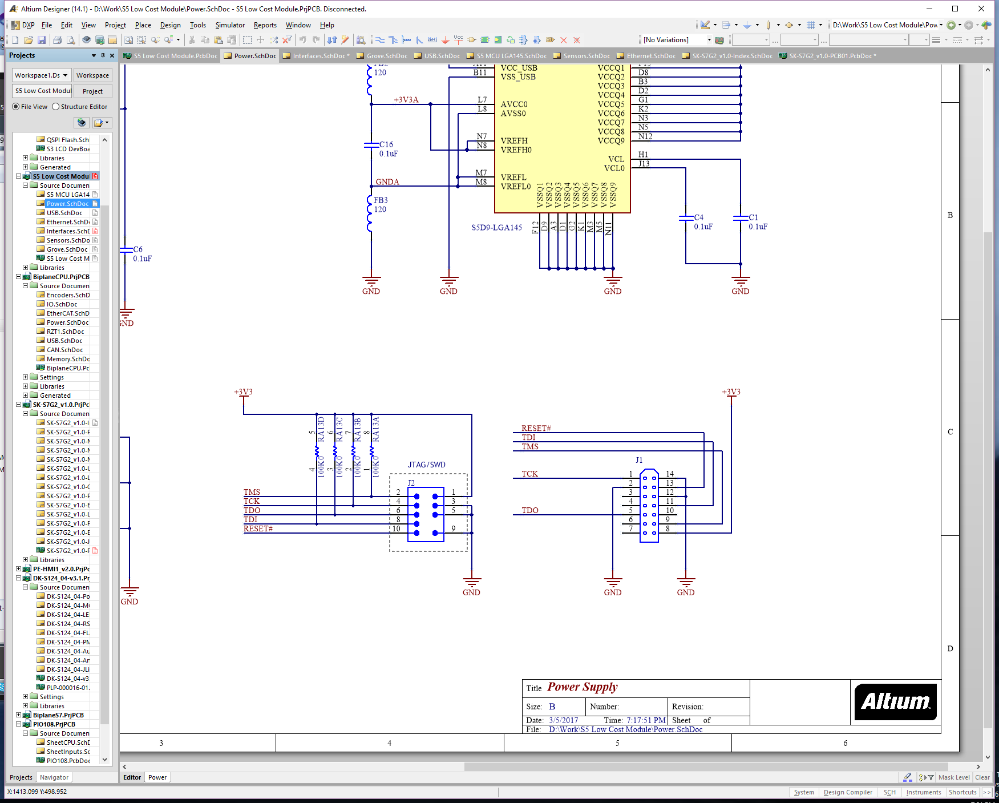 Altium Designer (14.1) - D:\Work\S5 Low Cost Module\Power.SchDoc - S5 Low Cost Module.PrjPCB. Disconnected.
DXP File Edit View Project Place Design Tools Simulator Reports Window Help
D:\Work\S5 Low Cost Module\Pow
[No Variations]
Projects
S5 Low Cost Module.PcbDoc Power.SchDoc Interfaces.SchDoc * Grove.SchDoc USB.SchDoc S5 MCU LGA145.SchDoc Sensors.SchDoc Ethernet.SchDoc SK-S7G2_v1.0-Index.SchDoc SK-S7G2_v1.0-PCB01.PcbDoc *
Workspace1.Ds Workspace
S5 Low Cost Modul Project
File View Structure Editor
QSPI Flash.Sch
S3 LCD DevBoa
Libraries
Generated
S5 Low Cost Modu
Source Documen
S5 MCU LGA14
Power.SchDoc
USB.SchDoc
Ethernet.SchD
Interfaces.SchD
Sensors.SchDo
Grove.SchDoc
S5 Low Cost M
Libraries
BiplaneCPU.PrjPCB
Source Documen
Encoders.SchD
IO.SchDoc
EtherCAT.SchD
Power.SchDoc
RZT1.SchDoc
USB.SchDoc
CAN.SchDoc
Memory.SchDo
BiplaneCPU.Pc
Settings
Libraries
Generated
SK-S7G2_v1.0.PrjPc
Source Documen
SK-S7G2_v1.0-I
SK-S7G2_v1.0-P
SK-S7G2_v1.0-M
SK-S7G2_v1.0-M
SK-S7G2_v1.0-M
SK-S7G2_v1.0-U
SK-S7G2_v1.0-L
SK-S7G2_v1.0-C
SK-S7G2_v1.0-P
SK-S7G2_v1.0-E
SK-S7G2_v1.0-L
SK-S7G2_v1.0-P
SK-S7G2_v1.0-E
SK-S7G2_v1.0-J
SK-S7G2_v1.0-P
Libraries
PE-HMI1_v2.0.PrjPc
DK-S124_04-v3.1.Pr
Source Documen
DK-S124_04-Po
DK-S124_04-M
DK-S124_04-LE
DK-S124_04-RS
DK-S124_04-FL
DK-S124_04-PM
DK-S124_04-Au
DK-S124_04-An
DK-S124_04-JLi
DK-S124_04-v3
PLP-000016-01.
Settings
Libraries
BiplaneS7.PrjPCB
PIO108.PrjPCB
Source Documen
SheetCPU.SchD
SheetInputs.Sc
PIO108.PcbDoc
Projects Navigator
FB2
120
+3V3A
C16
0.1uF
GNDA
FB3
120
GND
GND
C6
0.1uF
GND
B11 VSS_USB
VCC_USB
L7 AVCC0
L8 AVSS0
N7 VREFH
N8 VREFH0
M7 VREFL
M8 VREFL0
VCCQ1
VCCQ2 D8
VCCQ3 B3
VCCQ4 D2
VCCQ5 G1
VCCQ6 K2
VCCQ7 N3
VCCQ8 N5
VCCQ9 N12
VCL H1
VCL0 J13
VSSQ1 VSSQ2 VSSQ3 VSSQ4 VSSQ5 VSSQ6 VSSQ7 VSSQ8 VSSQ9
F12 D9 A3 D1 G2 K1 M3 M5 N11
S5D9-LGA145
GND
C4
0.1uF
C1
0.1uF
GND
B
C
D
+3V3
5 RA13D 6 RA13C 7 RA13B 8 RA13A
4 100K0 3 100K0 2 100K0 1 100K0
JTAG/SWD
J2
TMS 2 1
TCK 4 3
TDO 6 5
TDI 8
RESET# 10 9
GND
GND
+3V3
RESET#
TDI
TMS
J1
TCK 1 14
2 13
3 12
4 11
TDO 5 10
6 9
7 8
GND GND
Title Power Supply
Size: B Number: Revision:
Date: 3/5/2017 Time: 7:17:51 PM Sheet of
File: D:\Work\S5 Low Cost Module\Power.SchDoc
Altium
3 4 5 6
Editor Power
Mask Level Clear
X:1413.099 Y:498.952
System Design Compiler SCH Instruments Shortcuts >>